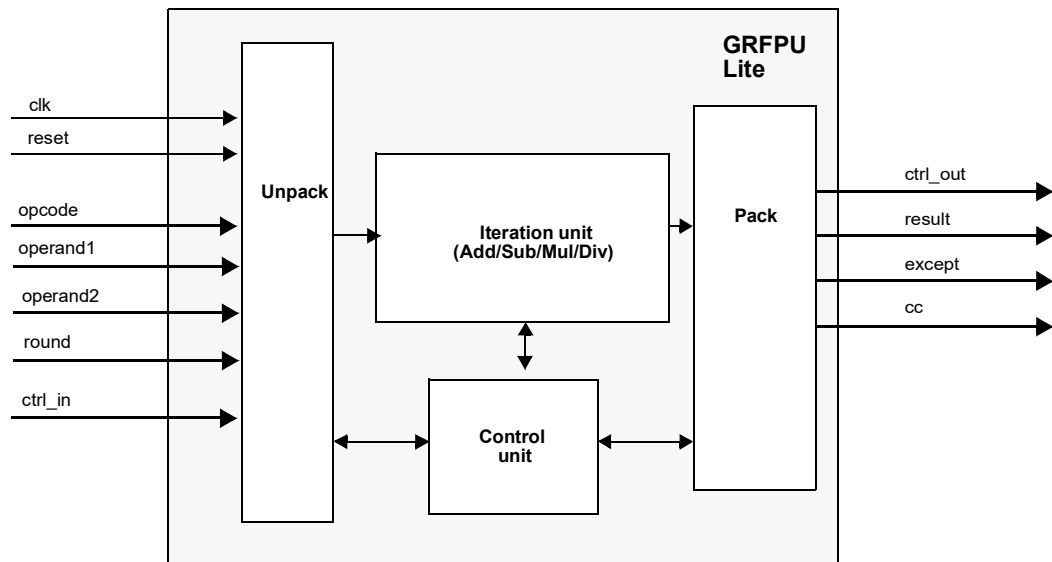 GRFPU
Lite
clk
reset
opcode
operand1
operand2
round
ctrl_in
Unpack
Iteration unit
(Add/Sub/Mul/Div)
Control
unit
Pack
ctrl_out
result
except
cc